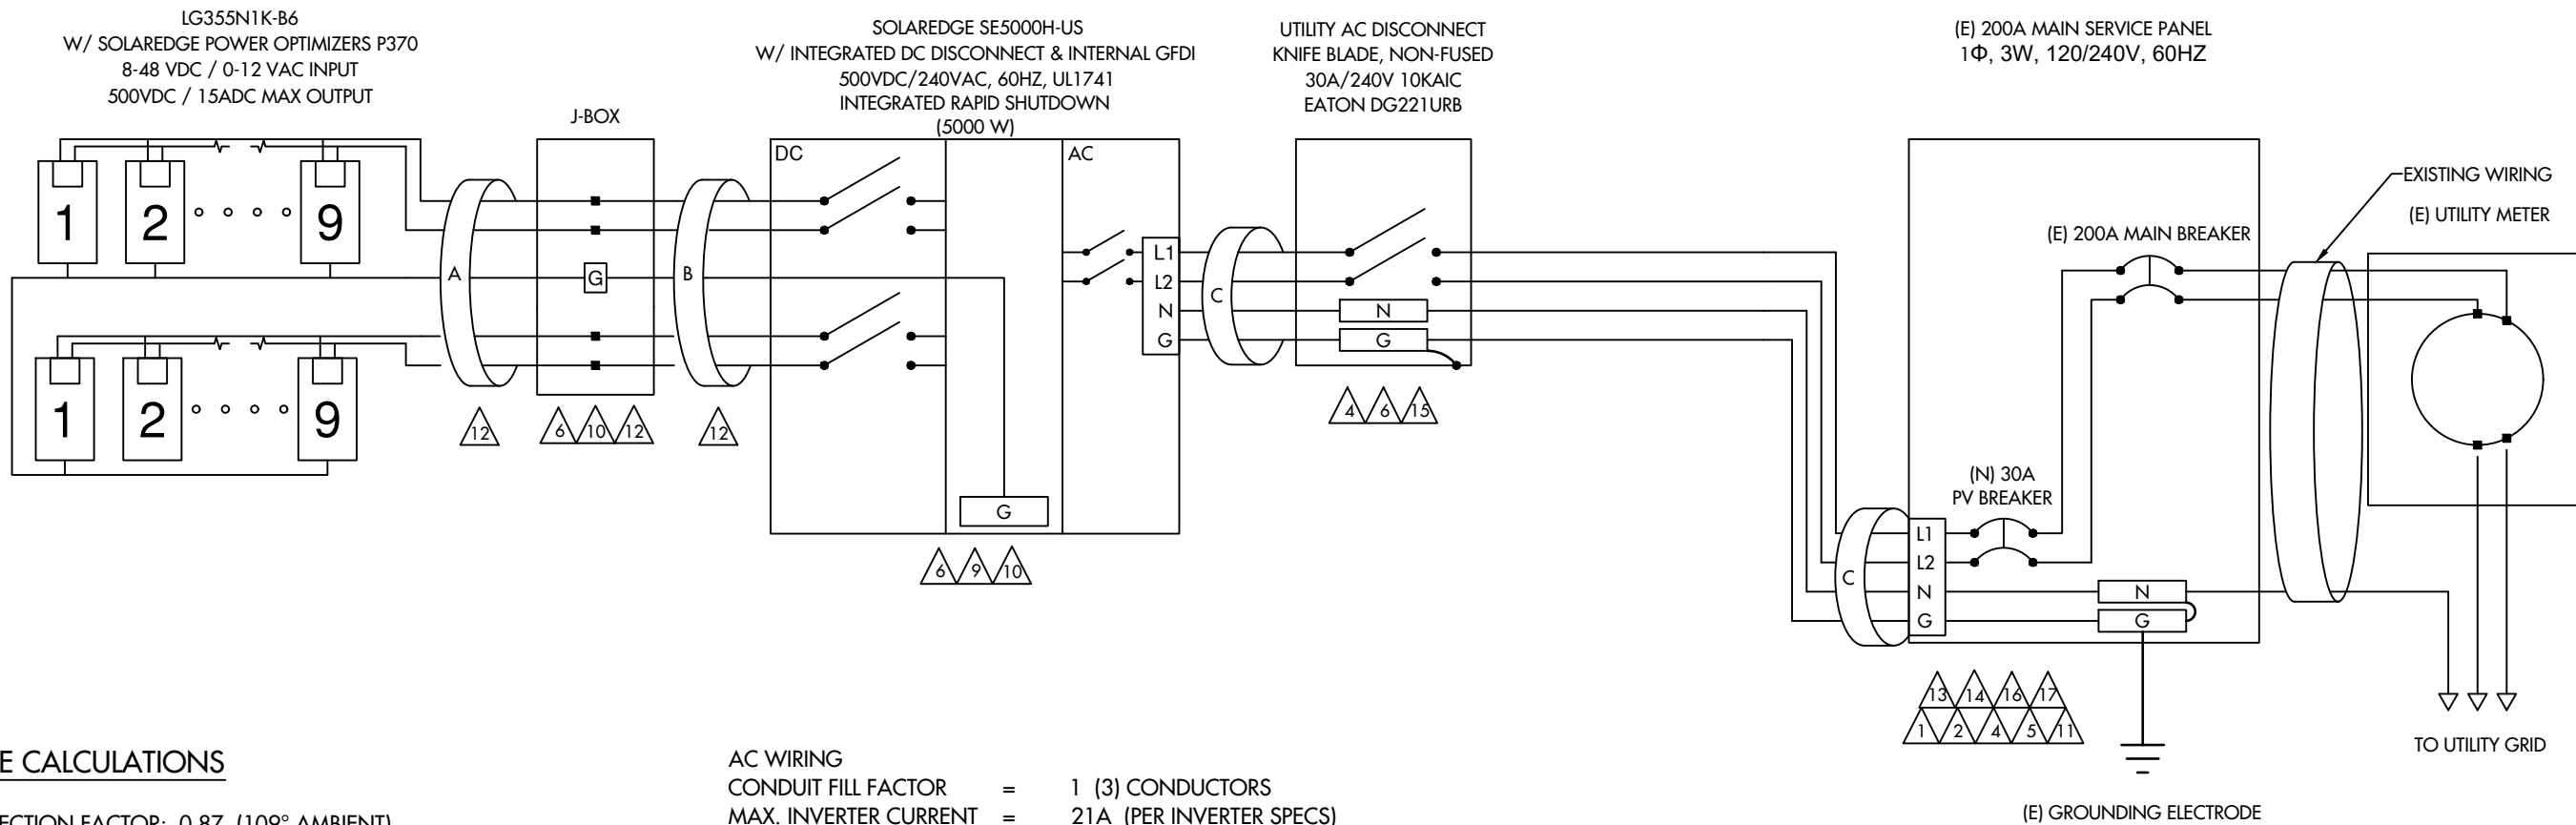 LG355N1K-B6
W/ SOLAREDGE POWER OPTIMIZERS P370
8-48 VDC / 0-12 VAC INPUT
500VDC / 15ADC MAX OUTPUT
J-BOX
SOLAREDGE SE5000H-US
W/ INTEGRATED DC DISCONNECT & INTERNAL GFDI
500VDC/240VAC, 60HZ, UL1741
INTEGRATED RAPID SHUTDOWN
(5000 W)
UTILITY AC DISCONNECT
KNIFE BLADE, NON-FUSED
30A/240V 10KAIC
EATON DG221URB
(E) 200A MAIN SERVICE PANEL
1Φ, 3W, 120/240V, 60HZ
1
2
9
1
2
9
A
12
G
6
10
12
B
12
DC
AC
G
6
9
10
L1
L2
N
G
C
N
G
4
6
15
(E) 200A MAIN BREAKER
(N) 30A
PV BREAKER
C
L1
L2
N
G
N
G
13
14
16
17
1
2
4
5
11
EXISTING WIRING
(E) UTILITY METER
TO UTILITY GRID
(E) GROUNDING ELECTRODE
E CALCULATIONS
ECTION FACTOR: 0.87 (109° AMBIENT)
AC WIRING
CONDUIT FILL FACTOR = 1 (3) CONDUCTORS
MAX. INVERTER CURRENT = 21A (PER INVERTER SPECS)